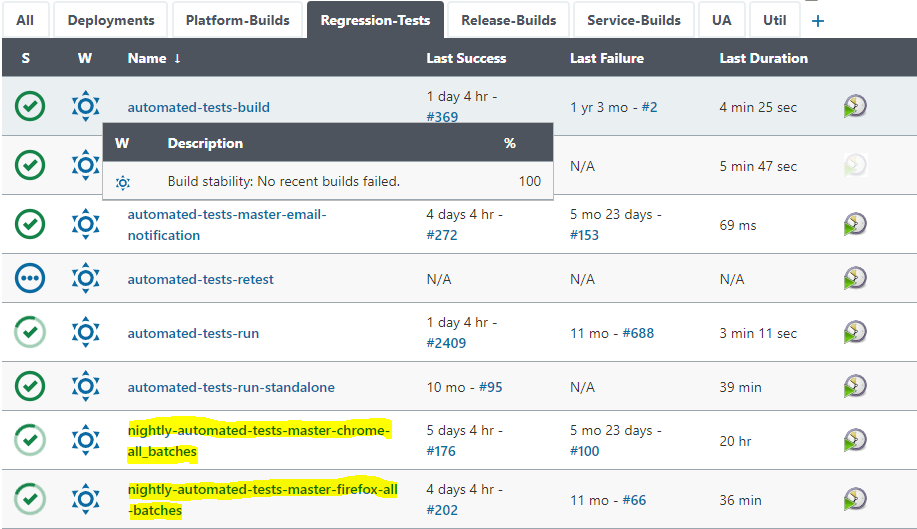 All Deployments Platform-Builds Regression-Tests Release-Builds Service-Builds UA Util +
S W Name ↓ Last Success Last Failure Last Duration
automated-tests-build 1 day 4 hr - #369 1 yr 3 mo - #2 4 min 25 sec
W Description %
Build stability: No recent builds failed. 100
N/A 5 min 47 sec
automated-tests-master-email-
notification
4 days 4 hr -
#272
5 mo 23 days -
#153
69 ms
automated-tests-retest N/A N/A N/A
automated-tests-run
1 day 4 hr -
#2409
11 mo - #688 3 min 11 sec
automated-tests-run-standalone 10 mo - #95 N/A 39 min
nightly-automated-tests-master-chrome-
all_batches
5 days 4 hr -
#176
5 mo 23 days -
#100
20 hr
nightly-automated-tests-master-firefox-all
-batches
4 days 4 hr -
#202
11 mo - #66 36 min